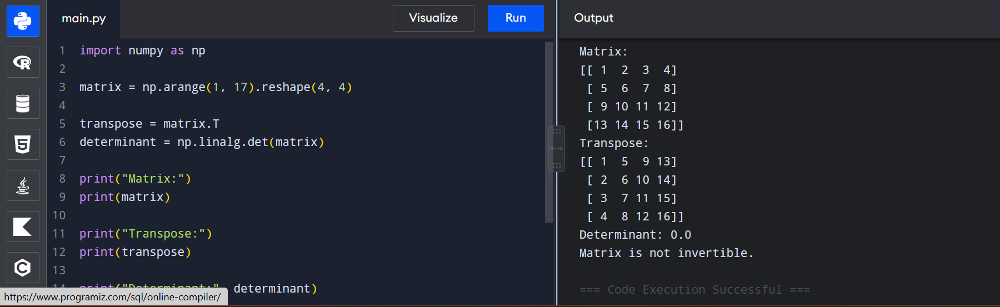 main.py
Visualize
Run
Output
1 import numpy as np
2
3 matrix = np.arange(1, 17).reshape(4, 4)
4
5 transpose = matrix.T
6 determinant = np.linalg.det(matrix)
7
8 print("Matrix:")
9 print(matrix)
10
11 print("Transpose:")
12 print(transpose)
13
14 print("Determinant:", determinant)
https://www.programiz.com/sql/online-compiler/
Matrix:
[[ 1  2  3  4]
 [ 5  6  7  8]
 [ 9 10 11 12]
 [13 14 15 16]]
Transpose:
[[ 1  5  9 13]
 [ 2  6 10 14]
 [ 3  7 11 15]
 [ 4  8 12 16]]
Determinant: 0.0
Matrix is not invertible.
=== Code Execution Successful ===